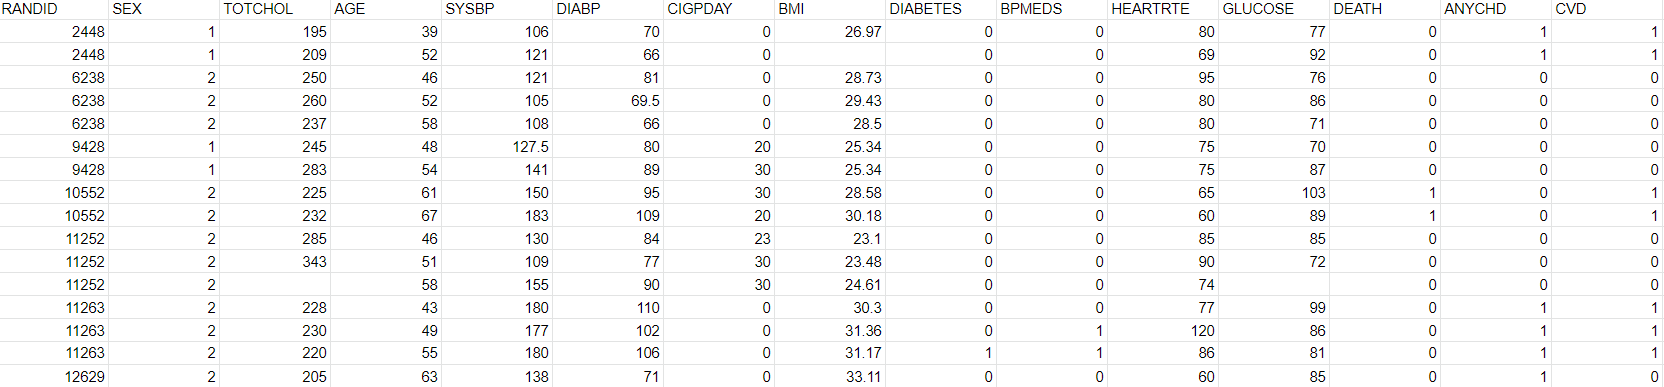 RANDID SEX TOTCHOL AGE SYSBP DIABP CIGPDAY BMI DIABETES BPMEDS HEARTRTE GLUCOSE DEATH ANYCHD CVD
2448 1 195 39 106 70 0 26.97 0 0 80 77 0 1 1
2448 1 209 52 121 66 0 0 0 69 92 0 1 1
6238 2 250 46 121 81 0 28.73 0 0 95 76 0 0 0
6238 2 260 52 105 69.5 0 29.43 0 0 80 86 0 0 0
6238 2 237 58 108 66 0 28.5 0 0 80 71 0 0 0
9428 1 245 48 127.5 80 20 25.34 0 0 75 70 0 0 0
9428 1 283 54 141 89 30 25.34 0 0 75 87 0 0 0
10552 2 225 61 150 95 30 28.58 0 0 65 103 1 0 1
10552 2 232 67 183 109 20 30.18 0 0 60 89 1 0 1
11252 2 285 46 130 84 23 23.1 0 0 85 85 0 0 0
11252 2 343 51 109 77 30 23.48 0 0 90 72 0 0 0
11252 2 58 155 90 30 24.61 0 0 74 0 0 0
11263 2 228 43 180 110 0 30.3 0 0 77 99 0 1 1
11263 2 230 49 177 102 0 31.36 0 1 120 86 0 1 1
11263 2 220 55 180 106 0 31.17 1 1 86 81 0 1 1
12629 2 205 63 138 71 0 33.11 0 0 60 85 0 1 0